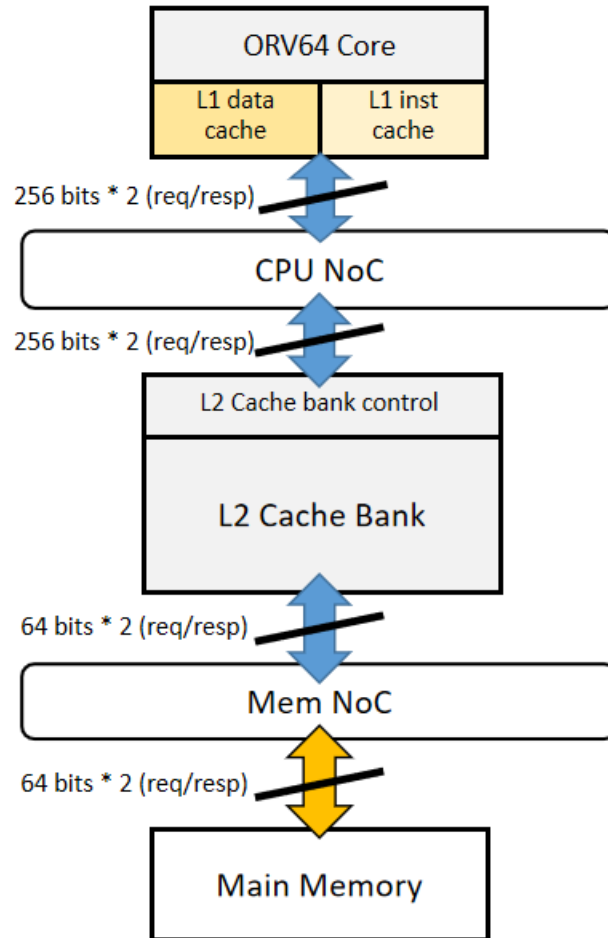 ORV64 Core
L1 data
cache
L1 inst
cache
256 bits * 2 (req/resp)
CPU NoC
256 bits * 2 (req/resp)
L2 Cache bank control
L2 Cache Bank
64 bits * 2 (req/resp)
Mem NoC
64 bits * 2 (req/resp)
Main Memory